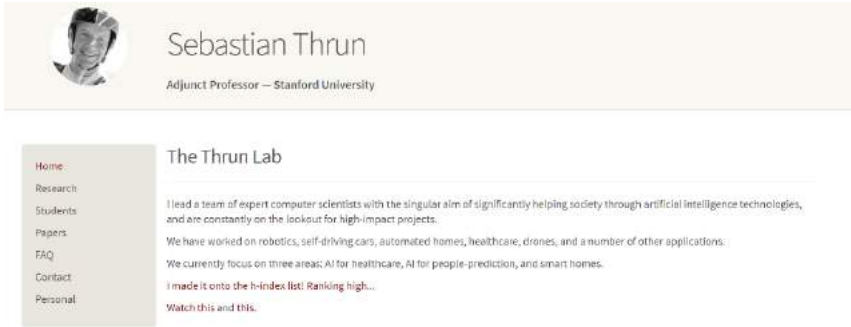 Sebastian Thrun
Adjunct Professor — Stanford University
Home
Research
Students
Papers
FAQ
Contact
Personal
The Thrun Lab
I lead a team of expert computer scientists with the singular aim of significantly helping society through artificial intelligence technologies,
and are constantly on the lookout for high-impact projects.
We have worked on robotics, self-driving cars, automated homes, healthcare, drones, and a number of other applications.
We currently focus on three areas: AI for healthcare, AI for people-prediction, and smart homes.
I made it onto the h-index list! Ranking high...
Watch this and this.